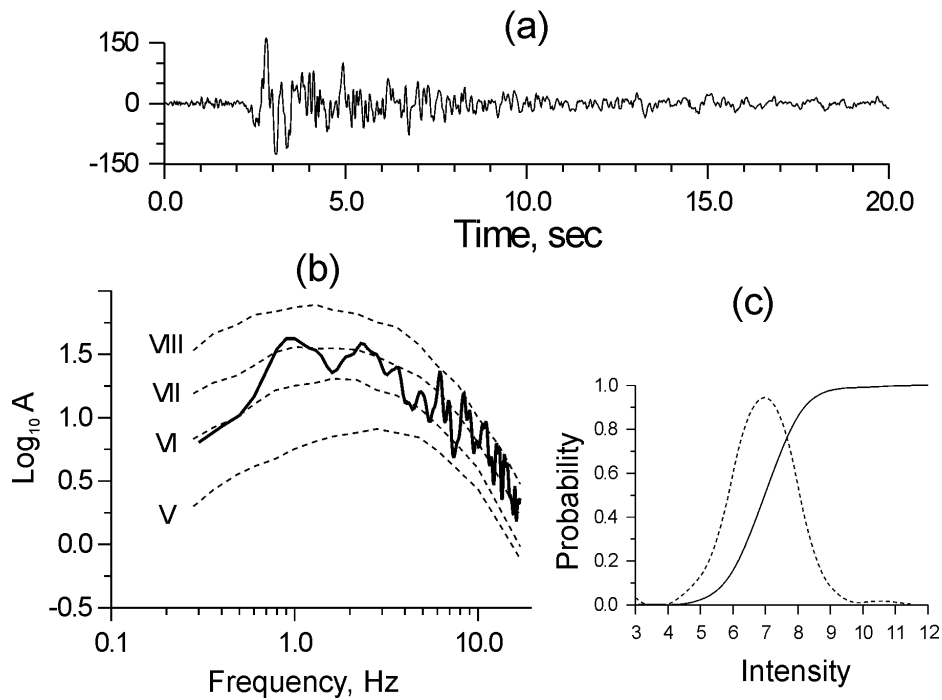 (a)
150
0
-150
0.0 5.0 10.0 15.0 20.0
Time, sec
(b)
1.5
1.0
0.5
0.0
-0.5
Log₁₀ A
VIII
VII
VI
V
0.1 1.0 10.0
Frequency, Hz
(c)
1.0
0.8
0.6
0.4
0.2
0.0
Probability
3 4 5 6 7 8 9 10 11 12
Intensity